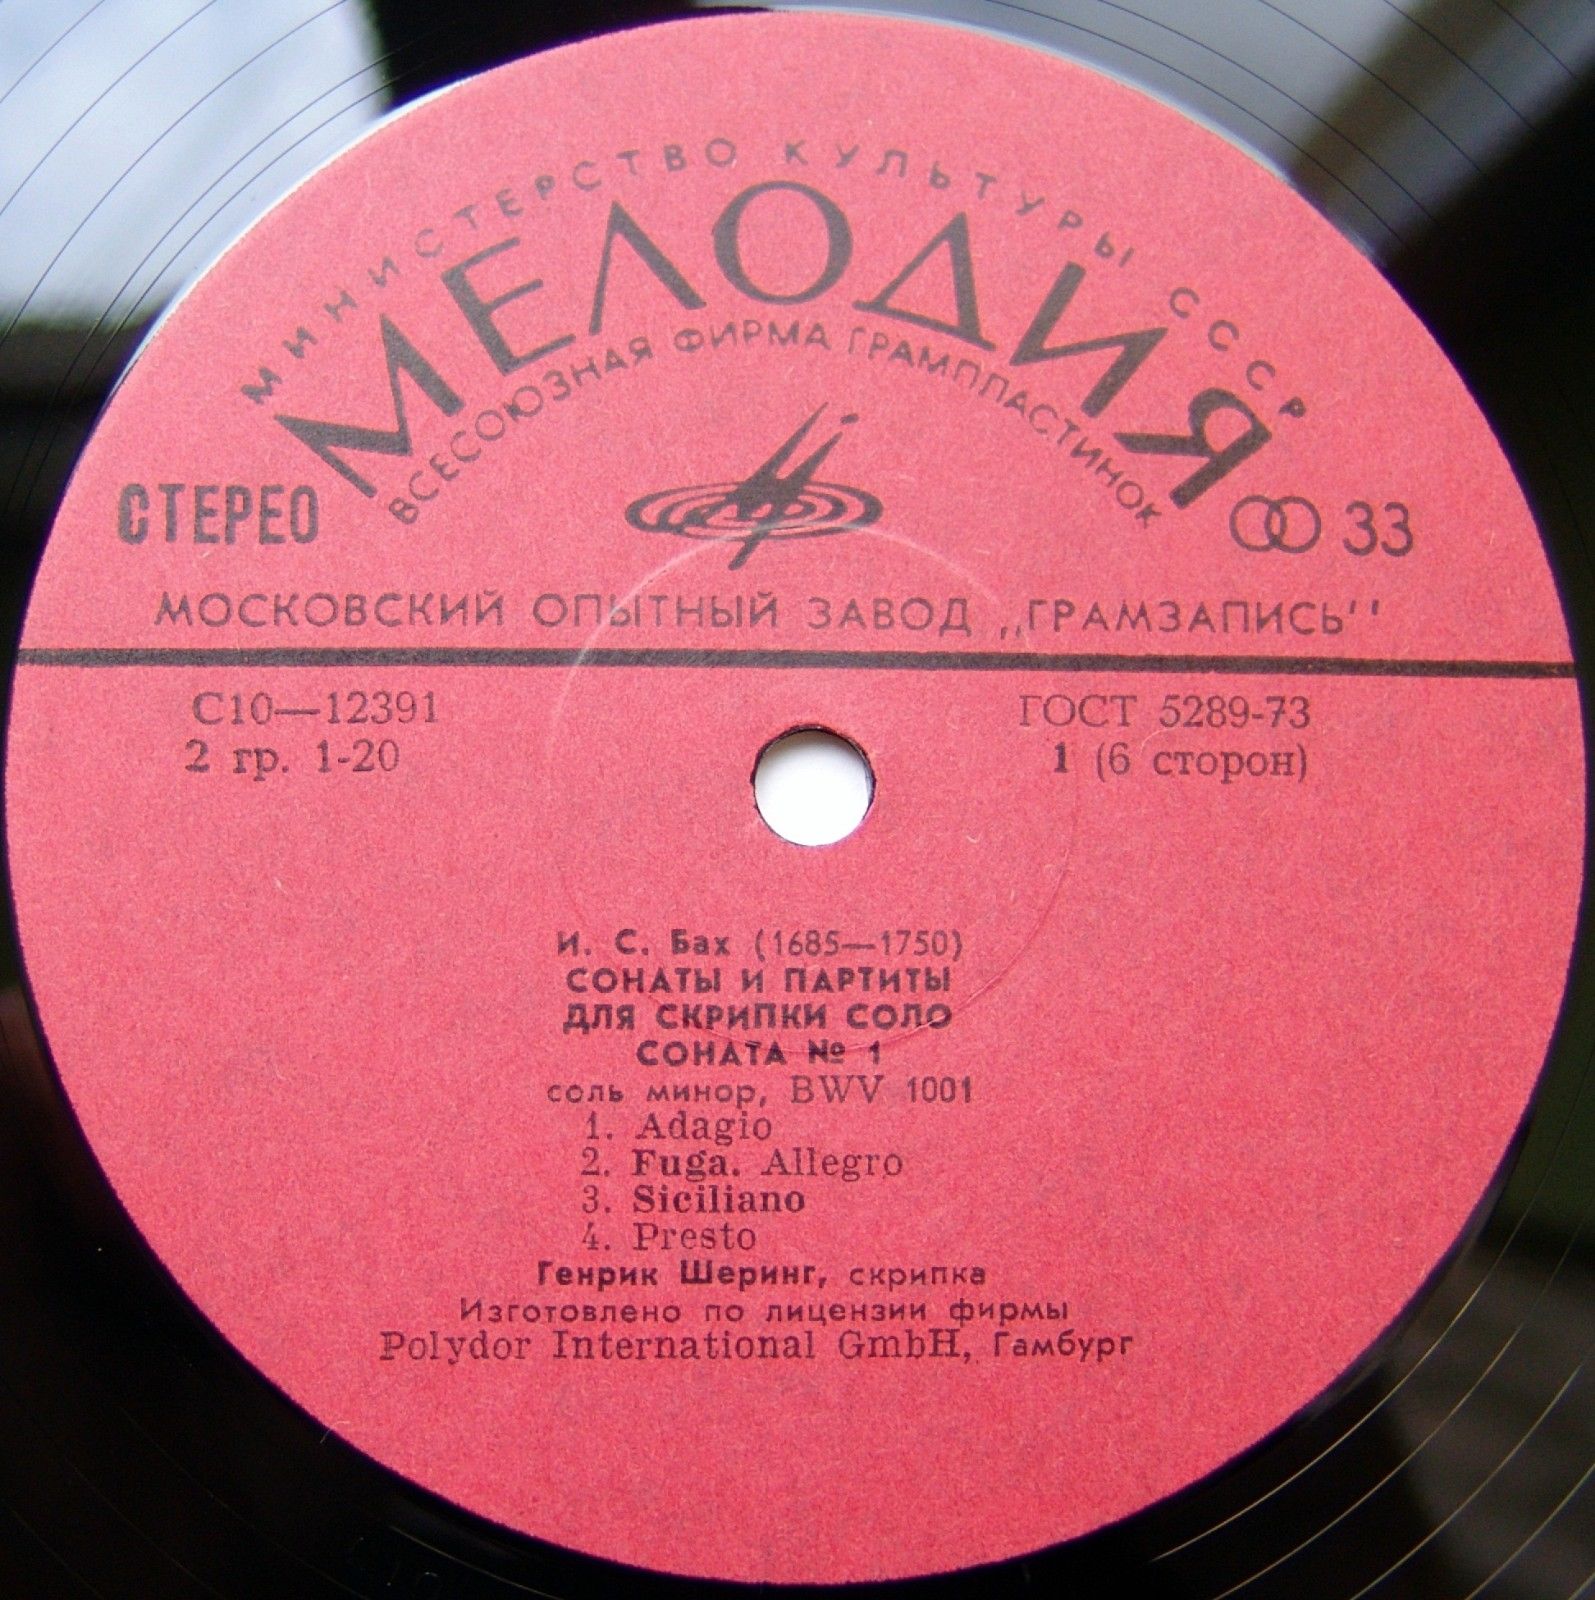 МИНИСТЕРСТВО КУЛЬТУРЫ СССР
МЕЛОДИЯ
ВСЕСОЮЗНАЯ ФИРМА ГРАМПЛАСТИНОК
СТЕРЕО 33
МОСКОВСКИЙ ОПЫТНЫЙ ЗАВОД „ГРАМЗАПИСЬ''
С10—12391 ГОСТ 5289-73
2 гр. 1-20 1 (6 сторон)
И. С. Бах (1685—1750)
СОНАТЫ И ПАРТИТЫ
ДЛЯ СКРИПКИ СОЛО
СОНАТА № 1
соль минор, BWV 1001
1. Adagio
2. Fuga. Allegro
3. Siciliano
4. Presto
Генрик Шеринг, скрипка
Изготовлено по лицензии фирмы
Polydor International GmbH, Гамбург